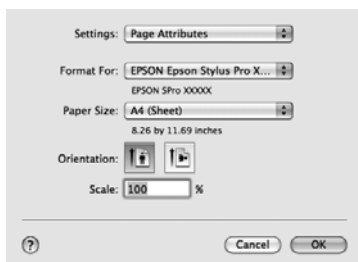 Settings: Page Attributes
Format For: EPSON Epson Stylus Pro X...
EPSON SPro XXXXX
Paper Size: A4 (Sheet)
8.26 by 11.69 inches
Orientation:
Scale: 100 %
? Cancel OK